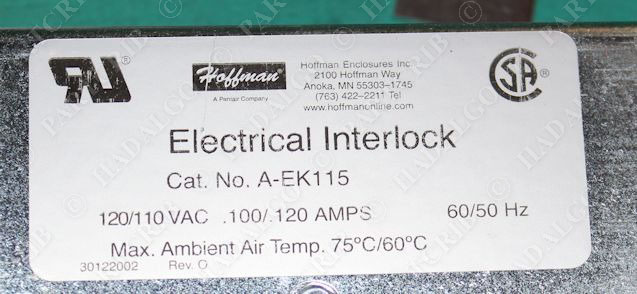 Hoffman
A Pentair Company
Hoffman Enclosures Inc.
2100 Hoffman Way
Anoka, MN 55303-1745
(763) 422-2211 Tel
www.hoffmanonline.com
Electrical Interlock
Cat. No. A-EK115
120/110 VAC .100/.120 AMPS 60/50 Hz
Max. Ambient Air Temp. 75°C/60°C
30122002 Rev. O